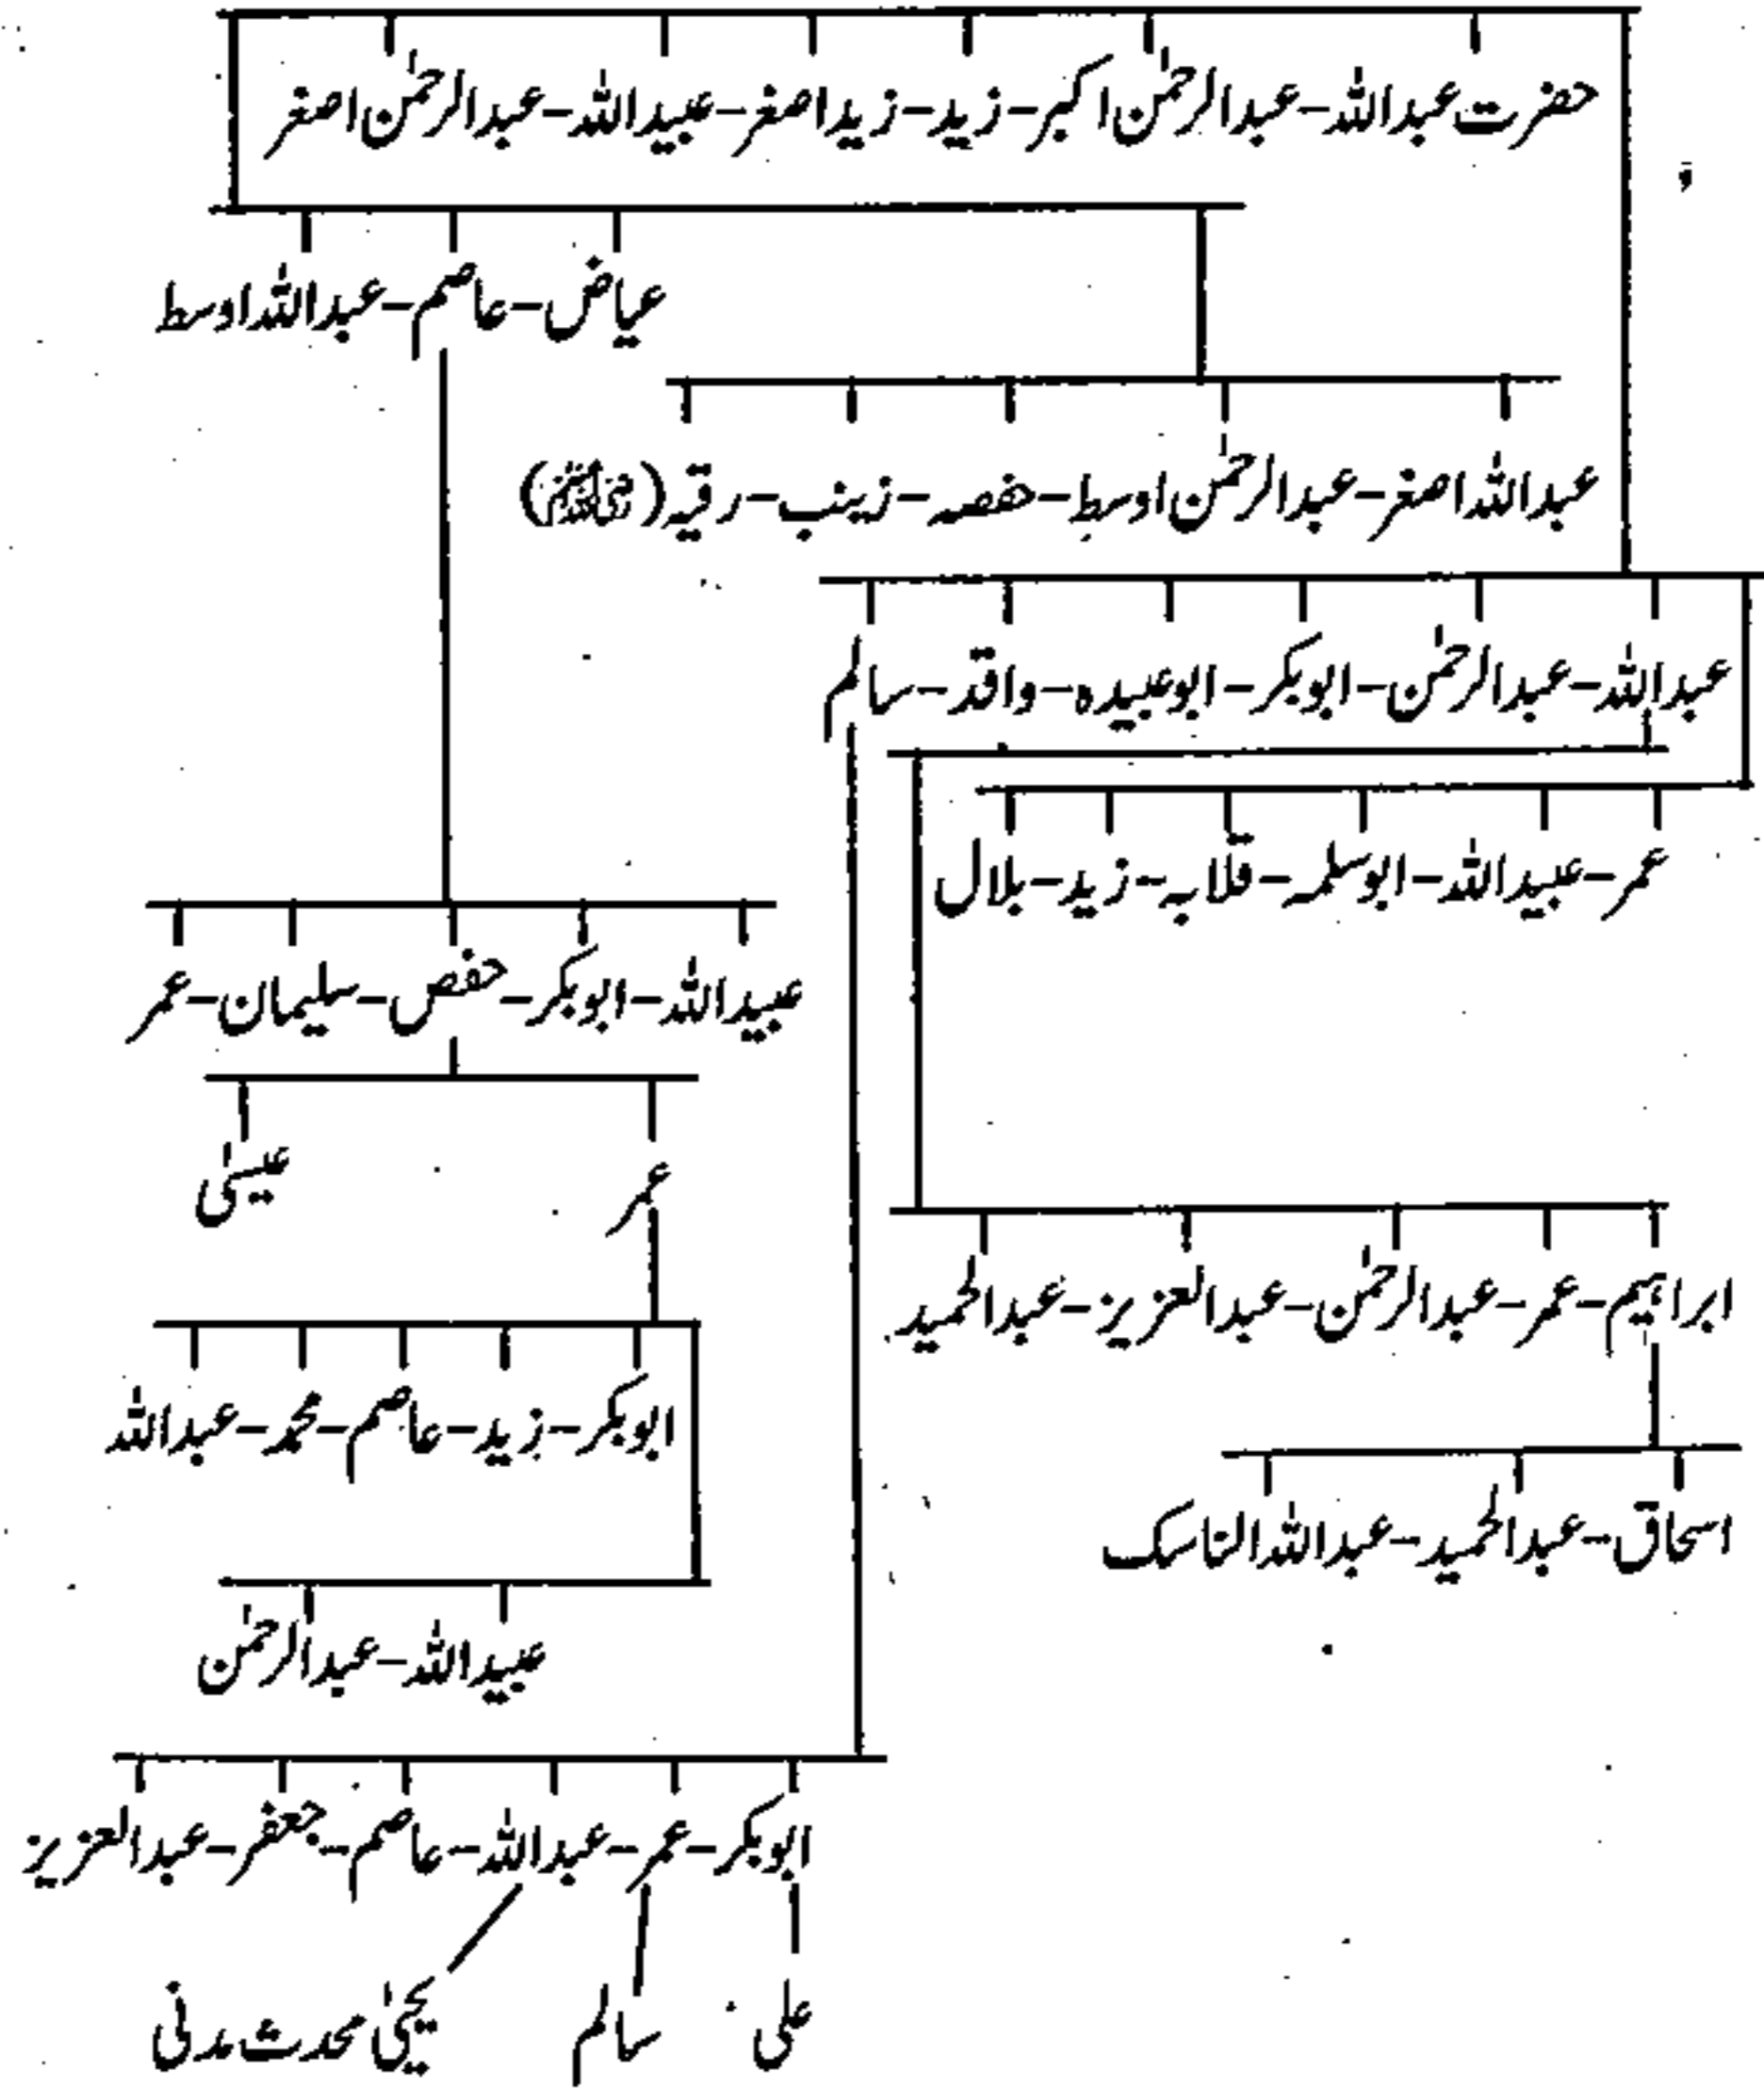 حضرت عبداللہ-عبدالرحمٰن اکبر-زید-زید اصغر-عبیداللہ-عبدالرحمٰن اصغر
عیاض-عاصم-عبداللہ اوسط
عبداللہ اصغر-عبدالرحمٰن اوسط-حفصہ-زینب-رقیہ (رضی اللہ عنہم)
عبداللہ-عبدالرحمٰن-ابوبکر-ابوعبیدہ-واقد-سالم
عمر-عبیداللہ-ابوسلمہ-قلابہ-زید-بلال
عبیداللہ-ابوبکر-حفص-سلیمان-عمر
عمر عیسیٰ
ابراہیم-عمر-عبدالرحمٰن-عبدالعزیز-عبدالحمید
ابوبکر-زید-عاصم-محمد-عبداللہ
اسحاق-عبدالحمید-عبداللہ الناسک
عبیداللہ-عبدالرحمٰن
ابوبکر-عمر-عبداللہ-عاصم-جعفر-عبدالعزیز
علی سالم یحییٰ محدث مدنی